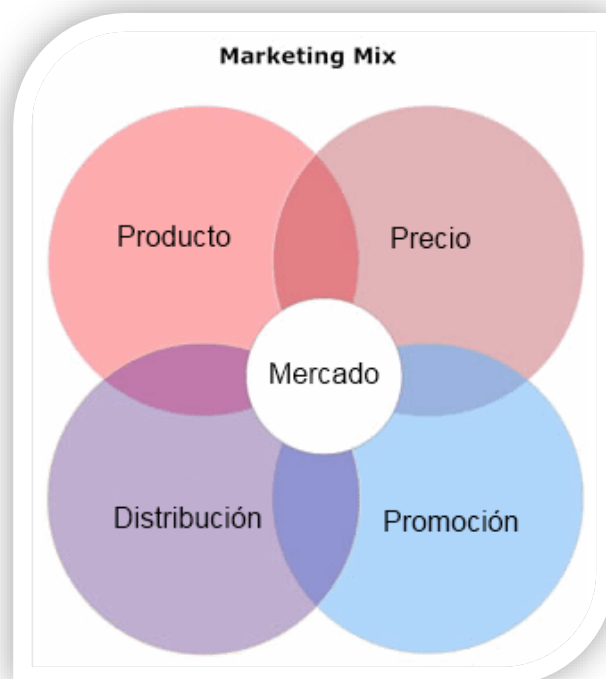 Marketing Mix
Producto
Precio
Mercado
Distribución
Promoción